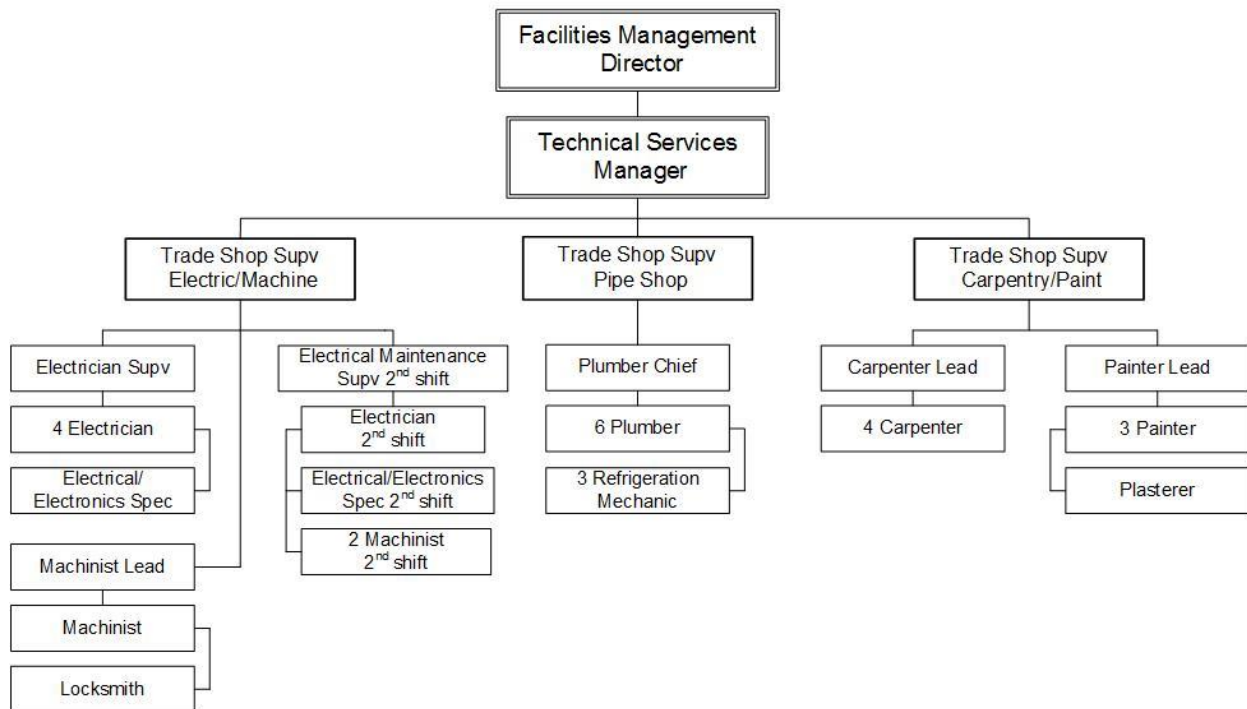 Facilities Management
Director
Technical Services
Manager
Trade Shop Supv
Electric/Machine
Trade Shop Supv
Pipe Shop
Trade Shop Supv
Carpentry/Paint
Electrician Supv
4 Electrician
Electrical/
Electronics Spec
Machinist Lead
Machinist
Locksmith
Electrical Maintenance
Supv 2nd shift
Electrician
2nd shift
Electrical/Electronics
Spec 2nd shift
2 Machinist
2nd shift
Plumber Chief
6 Plumber
3 Refrigeration
Mechanic
Carpenter Lead
4 Carpenter
Painter Lead
3 Painter
Plasterer